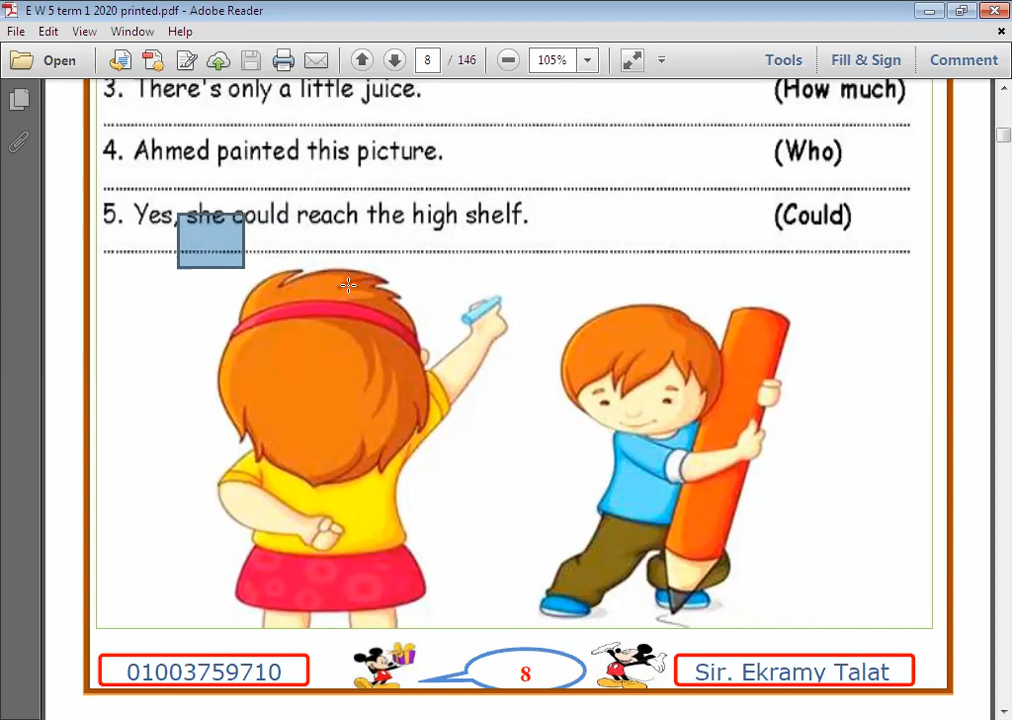 E W 5 term 1 2020 printed.pdf - Adobe Reader
File Edit View Window Help
Open 8 / 146 105% Tools Fill & Sign Comment
3. There's only a little juice. (How much)
4. Ahmed painted this picture. (Who)
5. Yes, she could reach the high shelf. (Could)
01003759710 8 Sir. Ekramy Talat